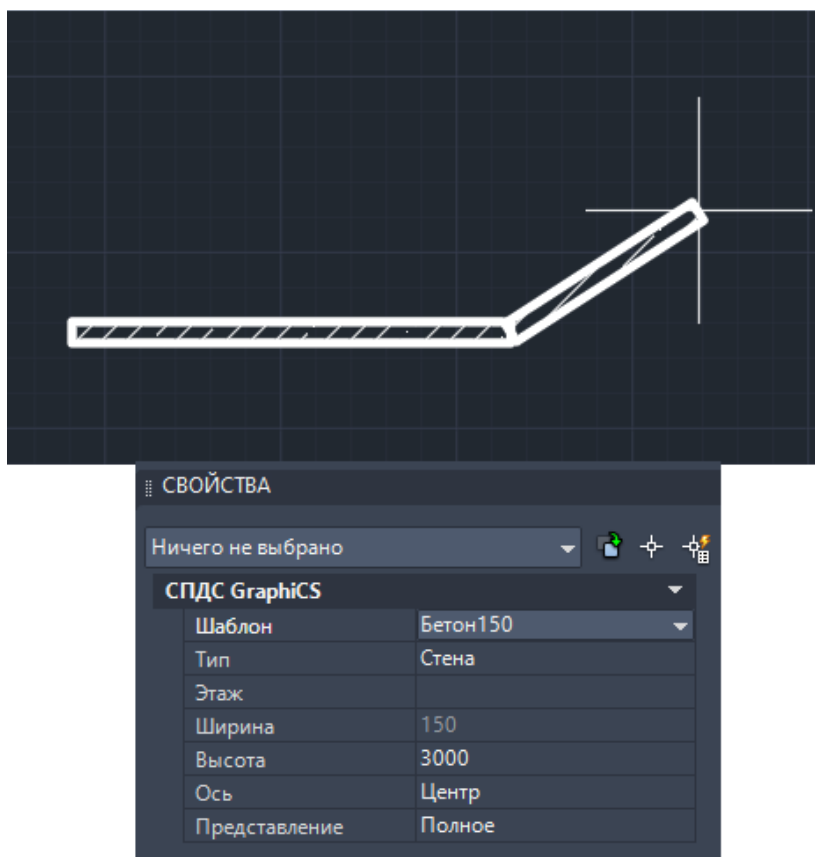 СВОЙСТВА
Ничего не выбрано
СПДС GraphiCS
Шаблон Бетон150
Тип Стена
Этаж
Ширина 150
Высота 3000
Ось Центр
Представление Полное